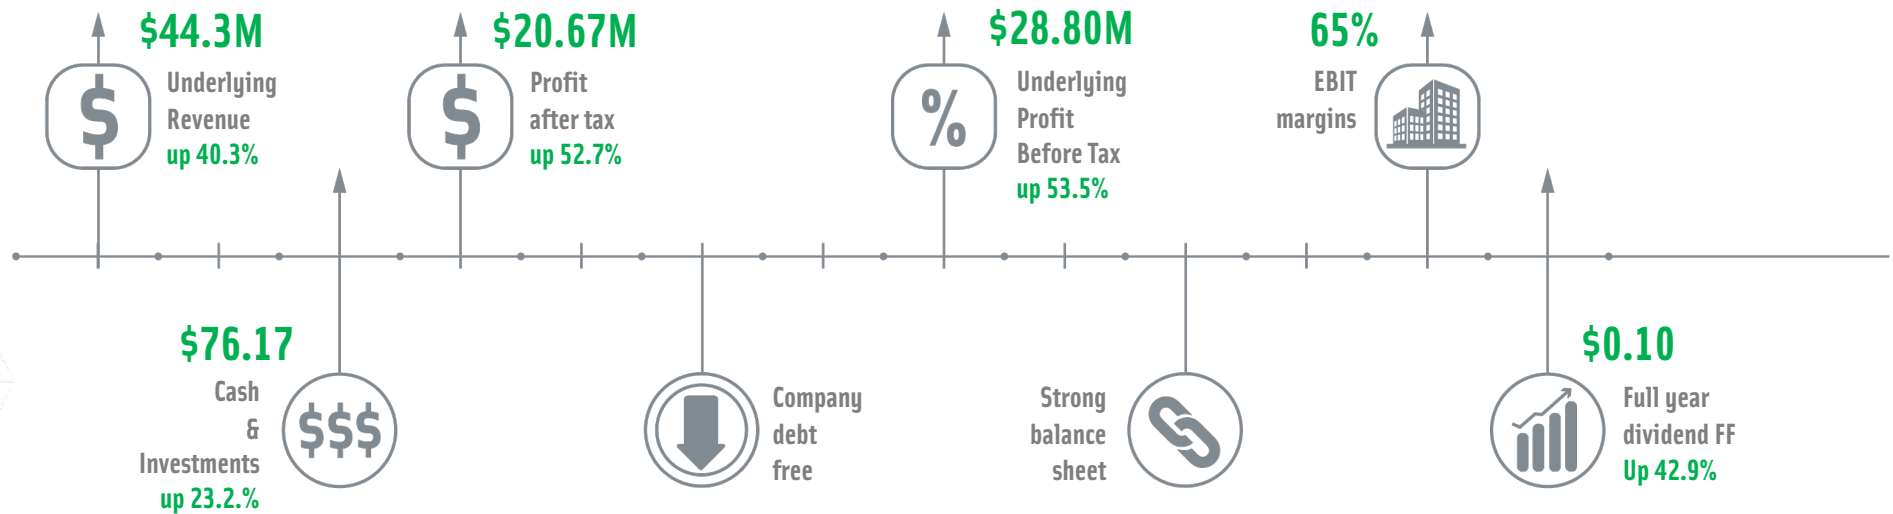 $44.3M
Underlying
Revenue
up 40.3%
$20.67M
Profit
after tax
up 52.7%
$28.80M
Underlying
Profit
Before Tax
up 53.5%
65%
EBIT
margins
$
$
%
$76.17
Cash
&
Investments
up 23.2.%
$$$
Company
debt
free
Strong
balance
sheet
$0.10
Full year
dividend FF
Up 42.9%